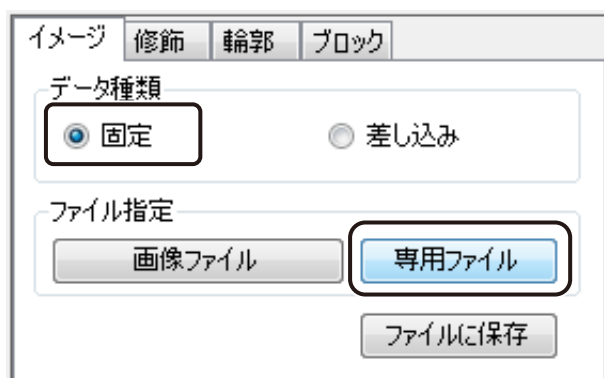 イメージ 修飾 輪郭 ブロック
データ種類
固定 差し込み
ファイル指定
画像ファイル 専用ファイル
ファイルに保存